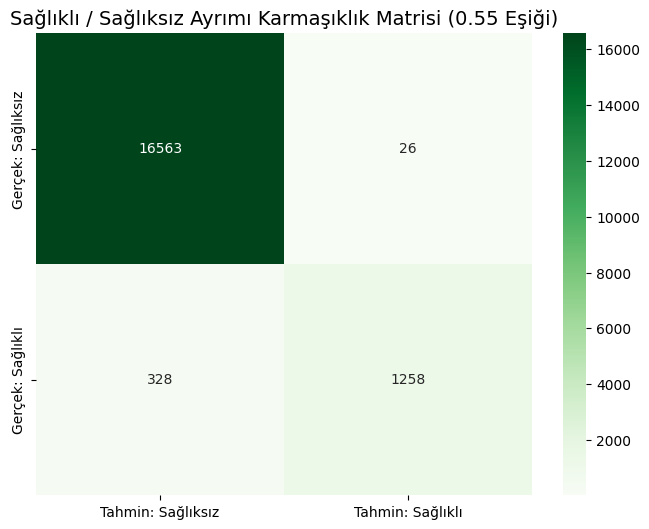 Sağlıklı / Sağlıksız Ayrımı Karmaşıklık Matrisi (0.55 Eşiği)
Gerçek: Sağlıksız
16563
26
Gerçek: Sağlıklı
328
1258
Tahmin: Sağlıksız
Tahmin: Sağlıklı
16000
14000
12000
10000
8000
6000
4000
2000